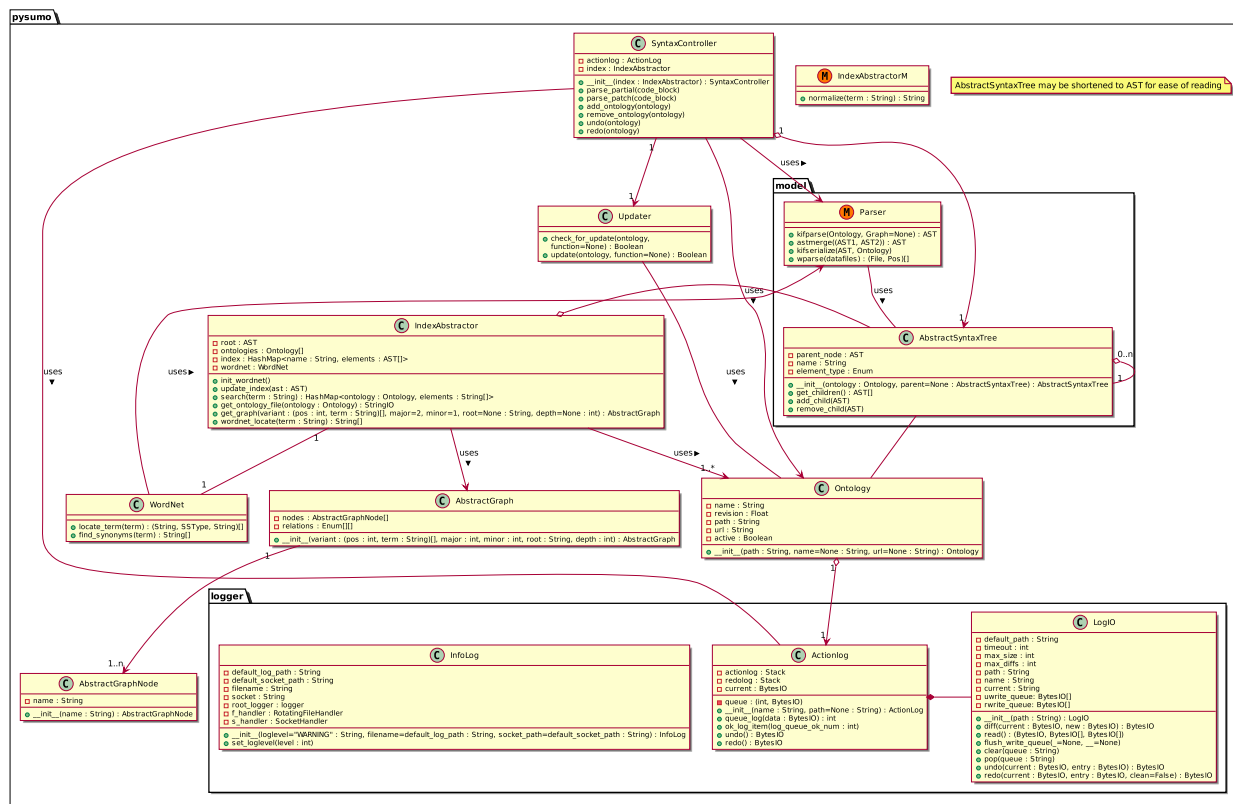 pysumo
C SyntaxController
actionlog : ActionLog
index : IndexAbstractor
__init__(index : IndexAbstractor) : SyntaxController
parse_partial(code_block)
parse_patch(code_block)
add_ontology(ontology)
remove_ontology(ontology)
undo(ontology)
redo(ontology)
M IndexAbstractorM
normalize(term : String) : String
AbstractSyntaxTree may be shortened to AST for ease of reading
1
1
uses
1
1
model
M Parser
kifparse(Ontology, Graph=None) : AST
astmerge((AST1, AST2)) : AST
kifserialize(AST, Ontology)
wparse(datafiles) : (File, Pos)[]
C Updater
check_for_update(ontology,
function=None) : Boolean
update(ontology, function=None) : Boolean
uses
uses
1
C AbstractSyntaxTree
parent_node : AST
name : String
element_type : Enum
__init__(ontology : Ontology, parent=None : AbstractSyntaxTree) : AbstractSyntaxTree
get_children() : AST[]
add_child(AST)
remove_child(AST)
0..n
1
C IndexAbstractor
root : AST
ontologies : Ontology[]
index : HashMap<name : String, elements : AST[]>
wordnet : WordNet
init_wordnet()
update_index(ast : AST)
search(term : String) : HashMap<ontology : Ontology, elements : String[]>
get_ontology_file(ontology : Ontology) : StringIO
get_graph(variant : (pos : int, term : String)[], major=2, minor=1, root=None : String, depth=None : int) : AbstractGraph
wordnet_locate(term : String) : String[]
uses
uses
uses
1
1
uses
uses
1..*
C WordNet
locate_term(term) : (String, SSType, String)[]
find_synonyms(term) : String[]
C AbstractGraph
nodes : AbstractGraphNode[]
relations : Enum[][]
__init__(variant : (pos : int, term : String)[], major : int, minor : int, root : String, depth : int) : AbstractGraph
C Ontology
name : String
revision : Float
path : String
url : String
active : Boolean
__init__(path : String, name=None : String, url=None : String) : Ontology
1
1..n
1
1
C AbstractGraphNode
name : String
__init__(name : String) : AbstractGraphNode
logger
C InfoLog
default_log_path : String
default_socket_path : String
filename : String
socket : String
root_logger : logger
f_handler : RotatingFileHandler
s_handler : SocketHandler
__init__(loglevel="WARNING" : String, filename=default_log_path : String, socket_path=default_socket_path : String) : InfoLog
set_loglevel(level : int)
C Actionlog
actionlog : Stack
redolog : Stack
current : BytesIO
queue : (int, BytesIO)
__init__(name : String, path=None : String) : ActionLog
queue_log(data : BytesIO) : int
ok_log_item(log_queue_ok_num : int)
undo() : BytesIO
redo() : BytesIO
C LogIO
default_path : String
timeout : int
max_size : int
max_diffs : int
path : String
name : String
current : String
uwrite_queue: BytesIO[]
rwrite_queue: BytesIO[]
__init__(path : String) : LogIO
diff(current : BytesIO, new : BytesIO) : BytesIO
read() : (BytesIO, BytesIO[], BytesIO[])
flush_write_queue(_=None, __=None)
clear(queue : String)
pop(queue : String)
undo(current : BytesIO, entry : BytesIO) : BytesIO
redo(current : BytesIO, entry : BytesIO, clean=False) : BytesIO